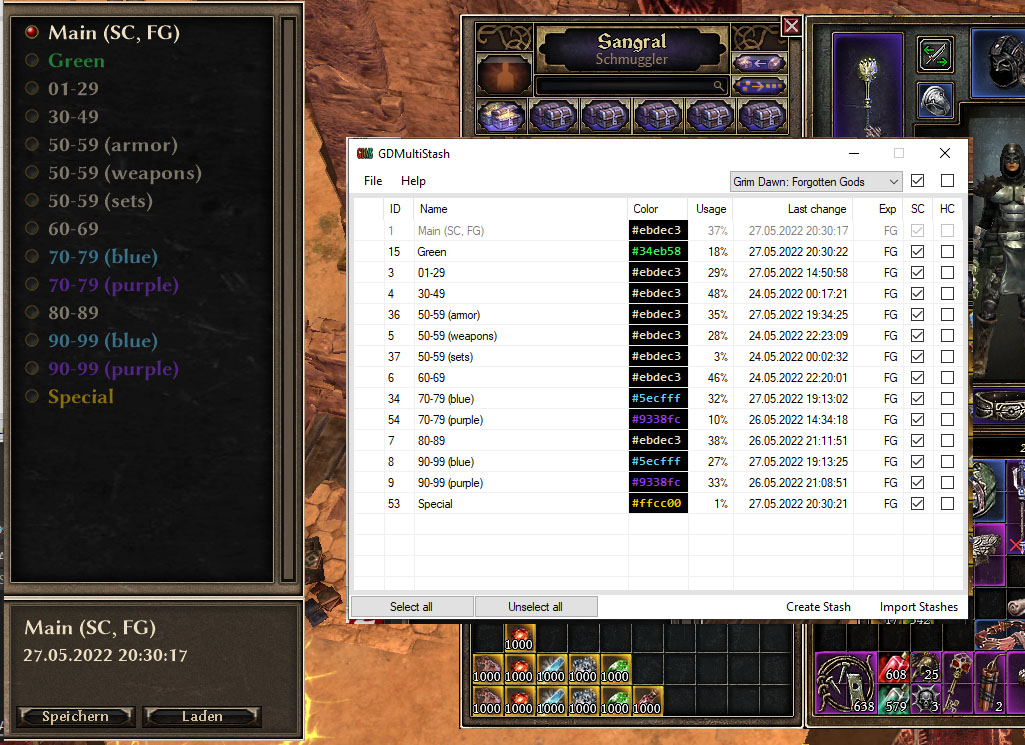 Main (SC, FG)
Green
01-29
30-49
50-59 (armor)
50-59 (weapons)
50-59 (sets)
60-69
70-79 (blue)
70-79 (purple)
80-89
90-99 (blue)
90-99 (purple)
Special
Main (SC, FG)
27.05.2022 20:30:17
Speichern Laden
Sangral
Schmuggler
GDMultiStash
File Help Grim Dawn: Forgotten Gods
ID Name Color Usage Last change Exp SC HC
1 Main (SC, FG) #ebdec3 37% 27.05.2022 20:30:17 FG
15 Green #34eb58 18% 27.05.2022 20:30:22 FG
3 01-29 #ebdec3 29% 27.05.2022 14:50:58 FG
4 30-49 #ebdec3 48% 24.05.2022 00:17:21 FG
36 50-59 (armor) #ebdec3 35% 27.05.2022 19:34:25 FG
5 50-59 (weapons) #ebdec3 28% 24.05.2022 22:23:09 FG
37 50-59 (sets) #ebdec3 3% 24.05.2022 00:02:32 FG
6 60-69 #ebdec3 46% 24.05.2022 22:20:01 FG
34 70-79 (blue) #5ecfff 32% 27.05.2022 19:13:02 FG
54 70-79 (purple) #9338fc 10% 26.05.2022 14:34:18 FG
7 80-89 #ebdec3 38% 26.05.2022 21:11:51 FG
8 90-99 (blue) #5ecfff 27% 27.05.2022 19:13:25 FG
9 90-99 (purple) #9338fc 33% 26.05.2022 21:08:51 FG
53 Special #ffcc00 1% 27.05.2022 20:30:21 FG
Select all Unselect all Create Stash Import Stashes
1000
1000 1000 1000 1000 1000
1000 1000 1000 1000 1000 1000
608 25
638 579 3 2